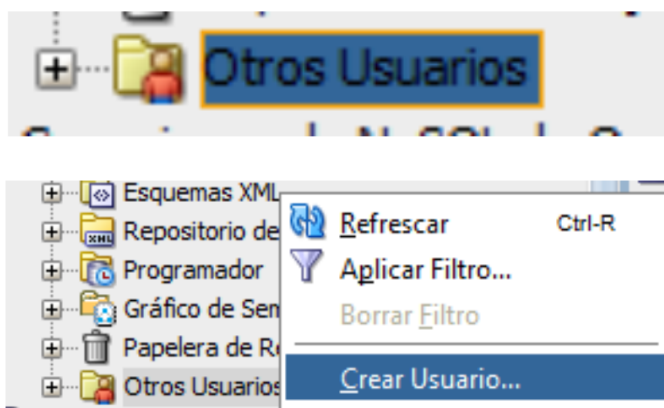 Otros Usuarios
Esquemas XML
Refrescar Ctrl-R
Repositorio de
Aplicar Filtro...
Programador
Gráfico de Sem
Borrar Filtro
Papelera de Re
Crear Usuario...
Otros Usuarios